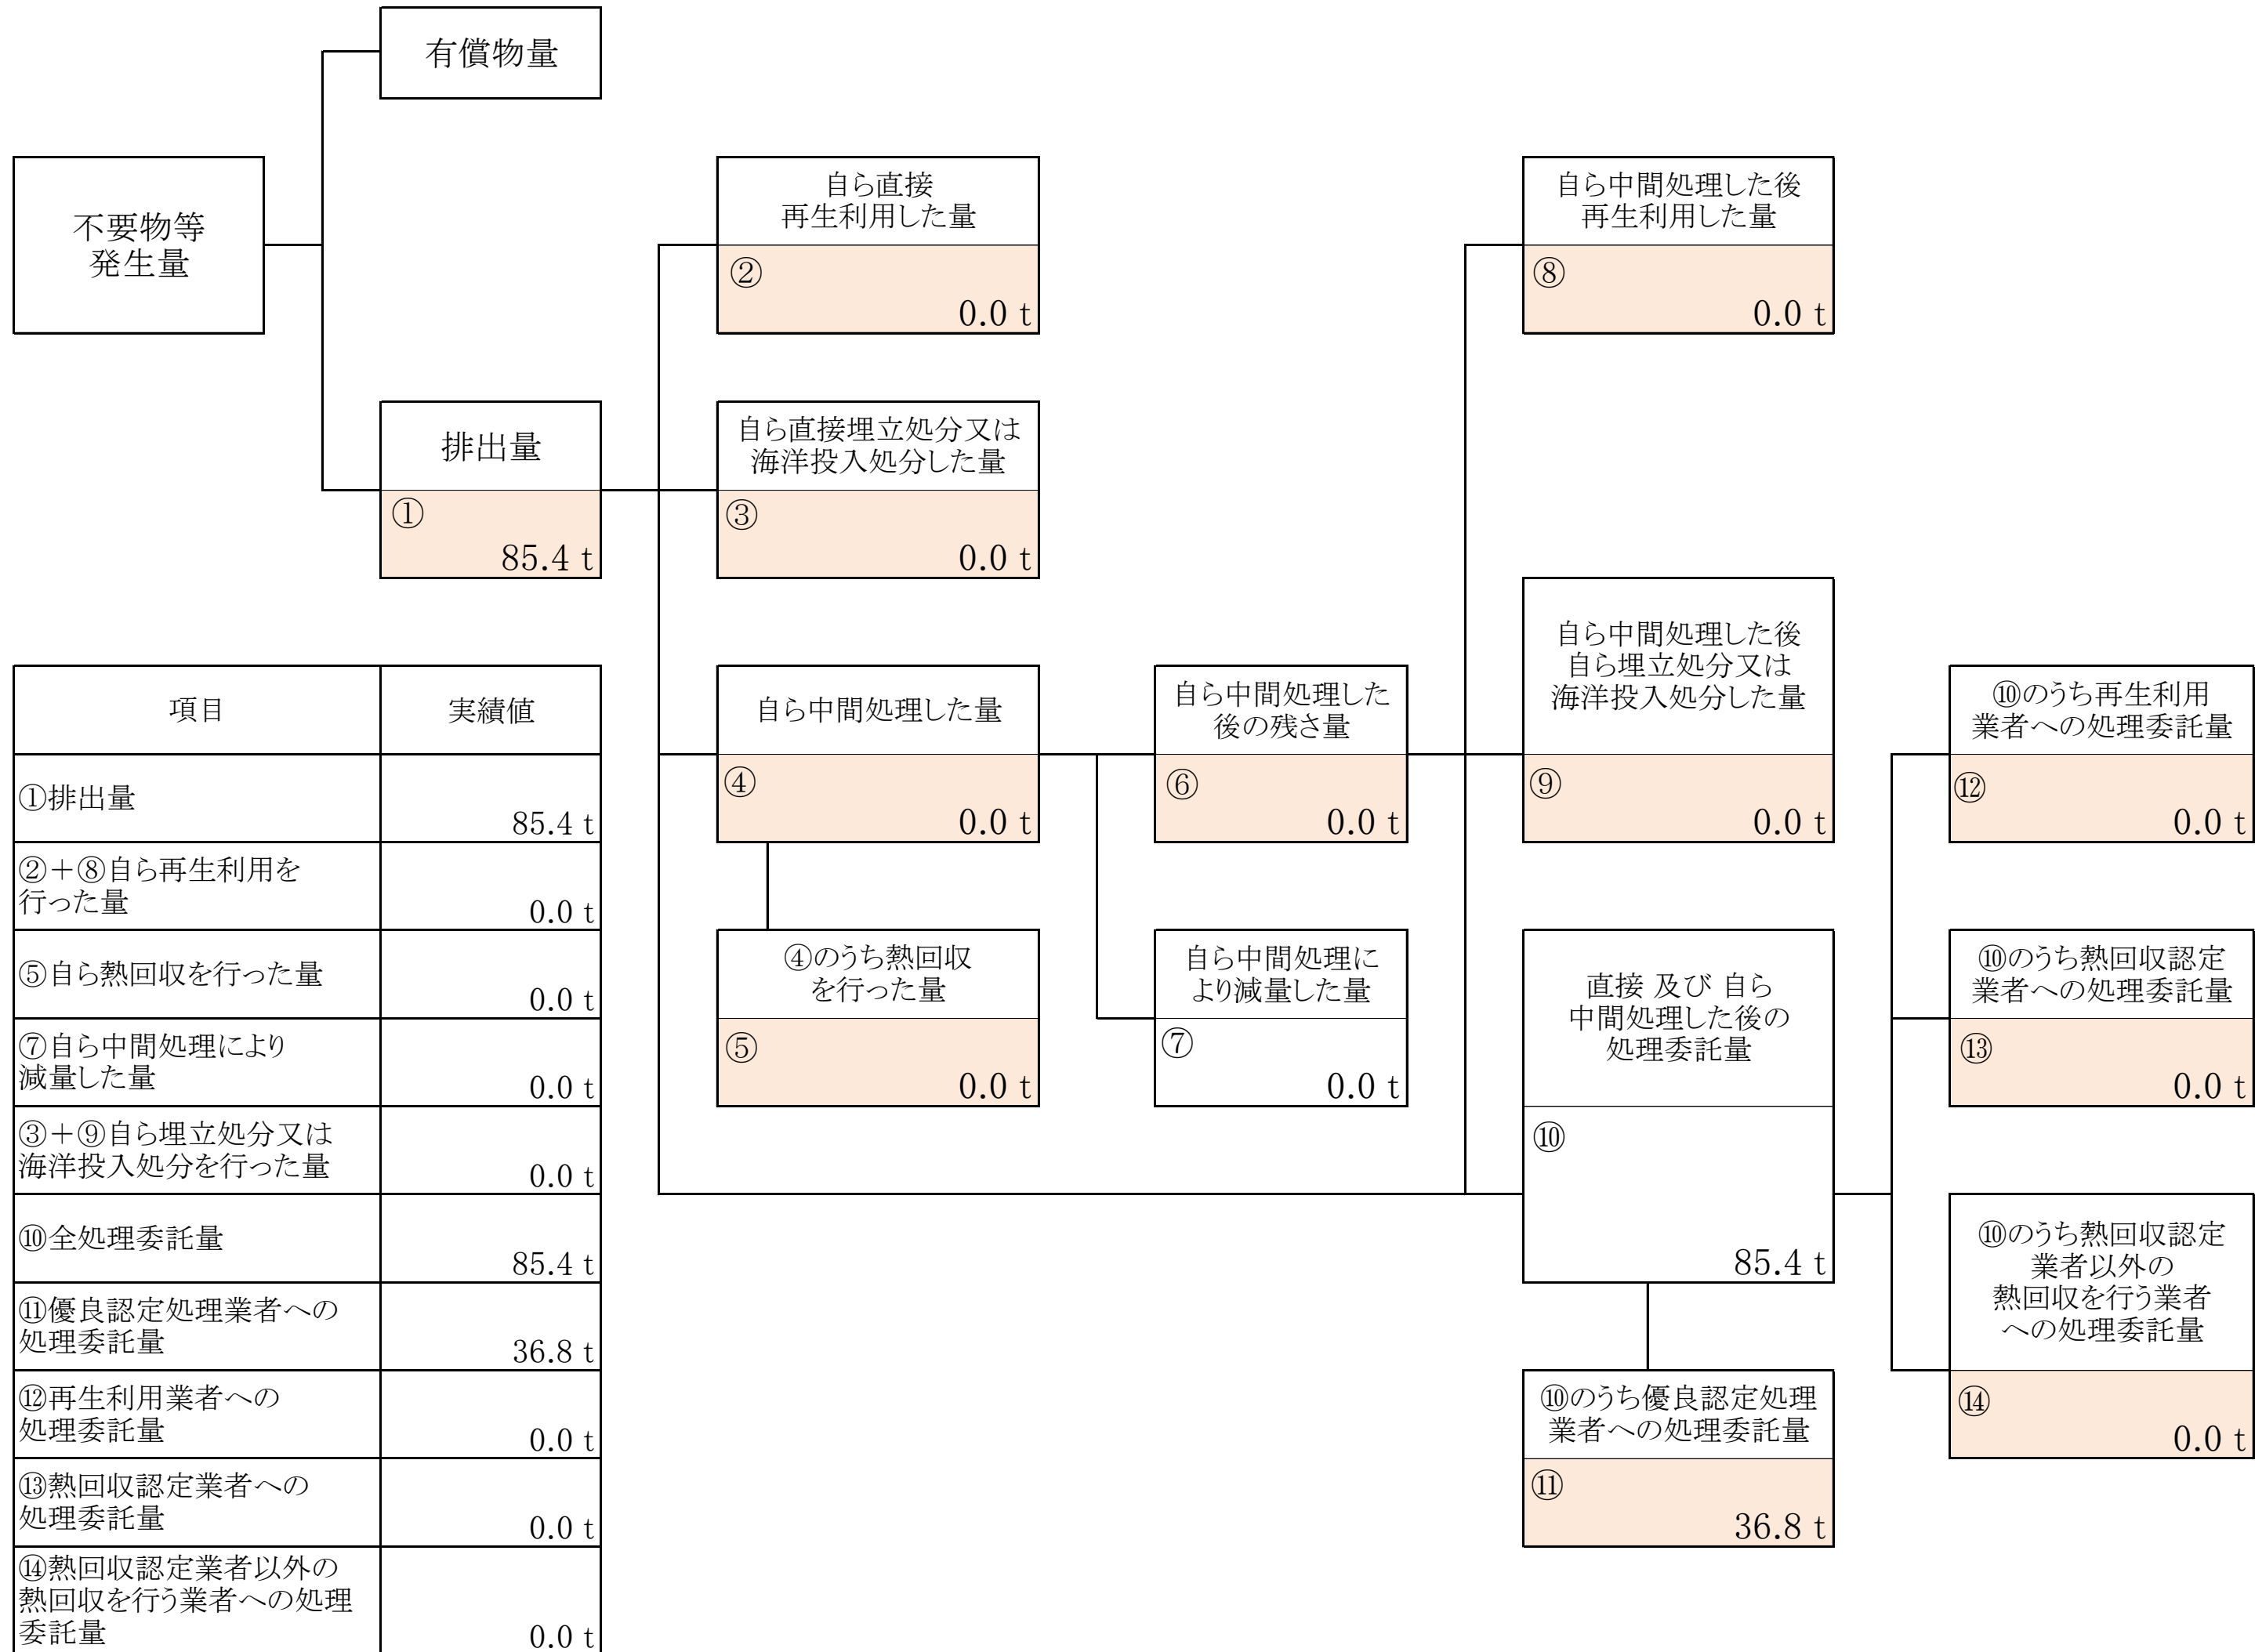 有償物量
不要物等
発生量
自ら直接
再生利用した量
②
0.0 t
自ら中間処理した後
再生利用した量
⑧
0.0 t
排出量
①
85.4 t
自ら直接埋立処分又は
海洋投入処分した量
③
0.0 t
自ら中間処理した量
④
0.0 t
自ら中間処理した
後の残さ量
⑥
0.0 t
自ら中間処理した後
自ら埋立処分又は
海洋投入処分した量
⑨
0.0 t
⑩のうち再生利用
業者への処理委託量
⑫
0.0 t
④のうち熱回収
を行った量
⑤
0.0 t
自ら中間処理に
より減量した量
⑦
0.0 t
直接 及び 自ら
中間処理した後の
処理委託量
⑩
85.4 t
⑩のうち熱回収認定
業者への処理委託量
⑬
0.0 t
⑩のうち熱回収認定
業者以外の
熱回収を行う業者
への処理委託量
⑭
0.0 t
⑩のうち優良認定処理
業者への処理委託量
⑪
36.8 t
項目
実績値
①排出量
85.4 t
②＋⑧自ら再生利用を
行った量
0.0 t
⑤自ら熱回収を行った量
0.0 t
⑦自ら中間処理により
減量した量
0.0 t
③＋⑨自ら埋立処分又は
海洋投入処分を行った量
0.0 t
⑩全処理委託量
85.4 t
⑪優良認定処理業者への
処理委託量
36.8 t
⑫再生利用業者への
処理委託量
0.0 t
⑬熱回収認定業者への
処理委託量
0.0 t
⑭熱回収認定業者以外の
熱回収を行う業者への処理
委託量
0.0 t